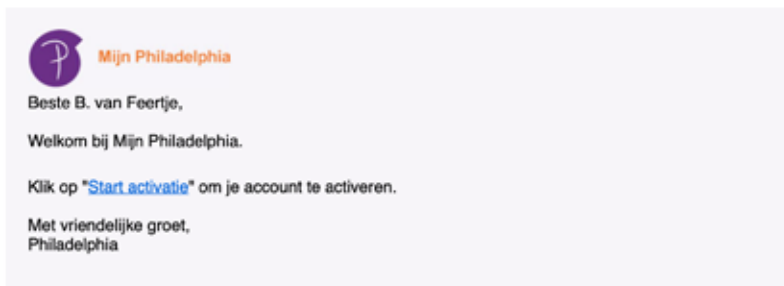 Mijn Philadelphia
Beste B. van Feertje,
Welkom bij Mijn Philadelphia.
Klik op "Start activatie" om je account te activeren.
Met vriendelijke groet,
Philadelphia